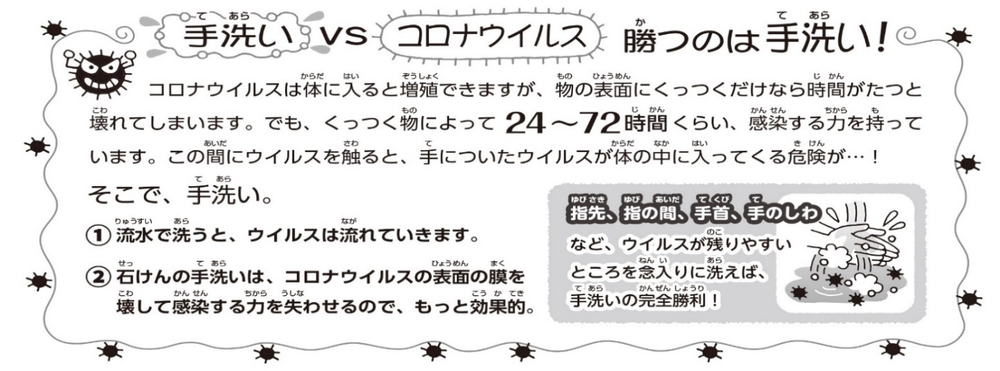 手洗い VS コロナウイルス 勝つのは手洗い!
コロナウイルスは体に入ると増殖できますが、物の表面にくっつくだけなら時間がたつと
壊れてしまいます。でも、くっつく物によって 24〜72時間くらい、感染する力を持って
います。この間にウイルスを触ると、手についたウイルスが体の中に入ってくる危険が…!
そこで、手洗い。
①流水で洗うと、ウイルスは流れていきます。
②石けんの手洗いは、コロナウイルスの表面の膜を
壊して感染する力を失わせるので、もっと効果的。
指先、指の間、手首、手のしわ
など、ウイルスが残りやすい
ところを念入りに洗えば、
手洗いの完全勝利!